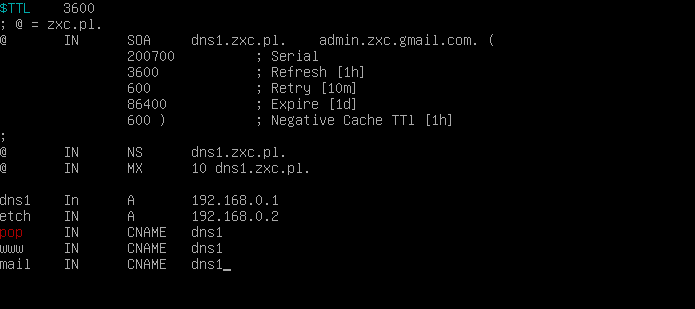 $TTL    3600
; @ = zxc.pl.
@       IN      SOA     dns1.zxc.pl.    admin.zxc.gmail.com. (
                200700          ; Serial
                3600            ; Refresh [1h]
                600             ; Retry [10m]
                86400           ; Expire [1d]
                600 )           ; Negative Cache TTl [1h]
;
@       IN      NS      dns1.zxc.pl.
@       IN      MX      10 dns1.zxc.pl.

dns1    In      A       192.168.0.1
etch    IN      A       192.168.0.2
pop     IN      CNAME   dns1
www     IN      CNAME   dns1
mail    IN      CNAME   dns1_